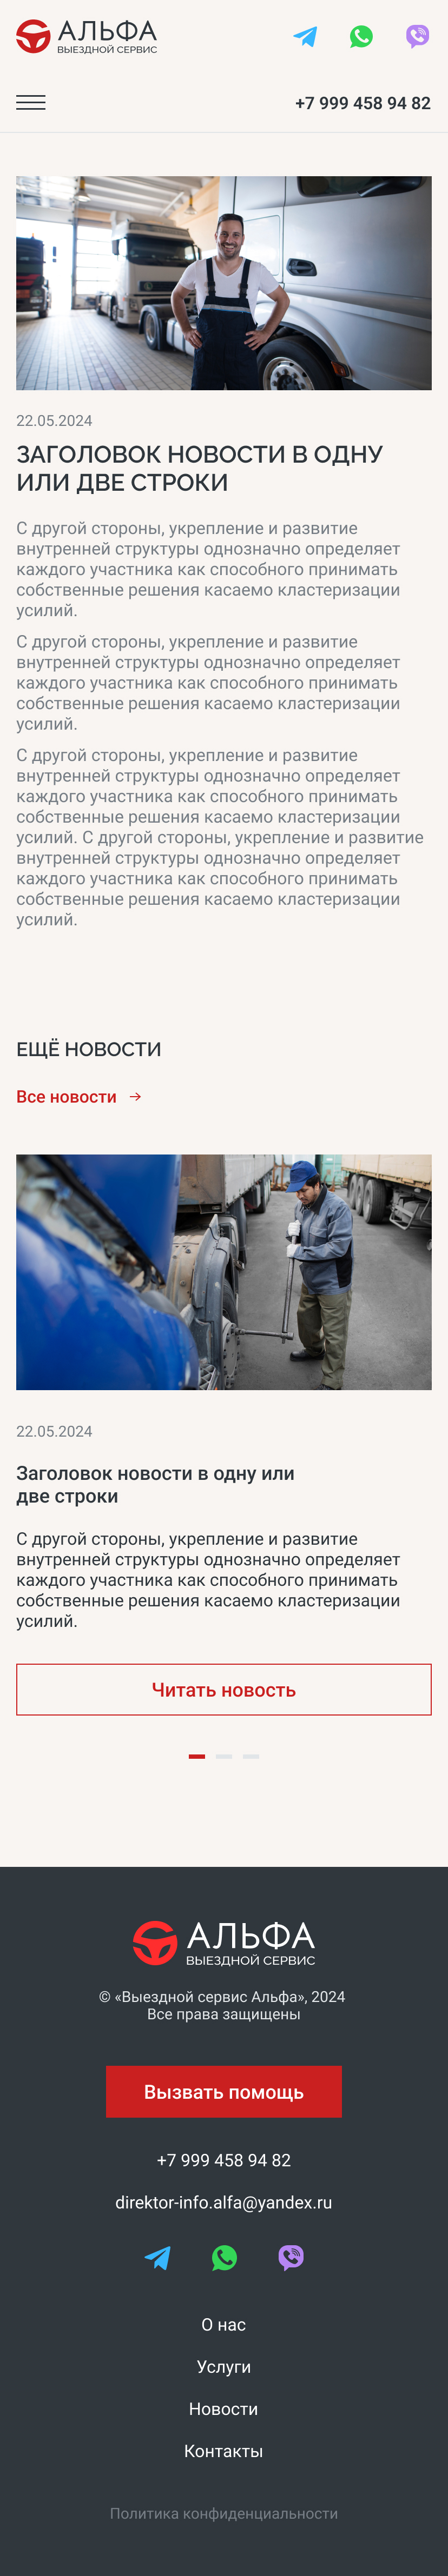 АЛЬФА
ВЫЕЗДНОЙ СЕРВИС
+7 999 458 94 82
22.05.2024
ЗАГОЛОВОК НОВОСТИ В ОДНУ
ИЛИ ДВЕ СТРОКИ
С другой стороны, укрепление и развитие
внутренней структуры однозначно определяет
каждого участника как способного принимать
собственные решения касаемо кластеризации
усилий.
С другой стороны, укрепление и развитие
внутренней структуры однозначно определяет
каждого участника как способного принимать
собственные решения касаемо кластеризации
усилий.
С другой стороны, укрепление и развитие
внутренней структуры однозначно определяет
каждого участника как способного принимать
собственные решения касаемо кластеризации
усилий. С другой стороны, укрепление и развитие
внутренней структуры однозначно определяет
каждого участника как способного принимать
собственные решения касаемо кластеризации
усилий.
ЕЩЁ НОВОСТИ
Все новости →
22.05.2024
Заголовок новости в одну или
две строки
С другой стороны, укрепление и развитие
внутренней структуры однозначно определяет
каждого участника как способного принимать
собственные решения касаемо кластеризации
усилий.
Читать новость
АЛЬФА
ВЫЕЗДНОЙ СЕРВИС
© «Выездной сервис Альфа», 2024
Все права защищены
Вызвать помощь
+7 999 458 94 82
direktor-info.alfa@yandex.ru
О нас
Услуги
Новости
Контакты
Политика конфиденциальности